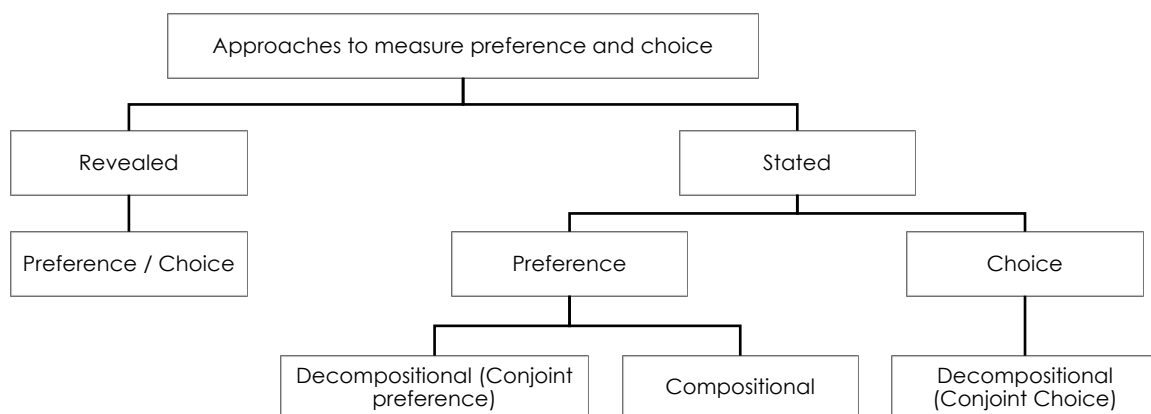 Approaches to measure preference and choice
Revealed
Stated
Preference / Choice
Preference
Choice
Decompositional (Conjoint
preference)
Compositional
Decompositional
(Conjoint Choice)